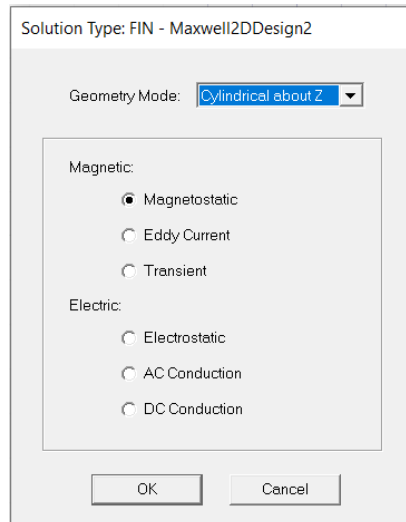 Solution Type: FIN - Maxwell2DDesign2
Geometry Mode: Cylindrical about Z
Magnetic:
Magnetostatic
Eddy Current
Transient
Electric:
Electrostatic
AC Conduction
DC Conduction
OK Cancel